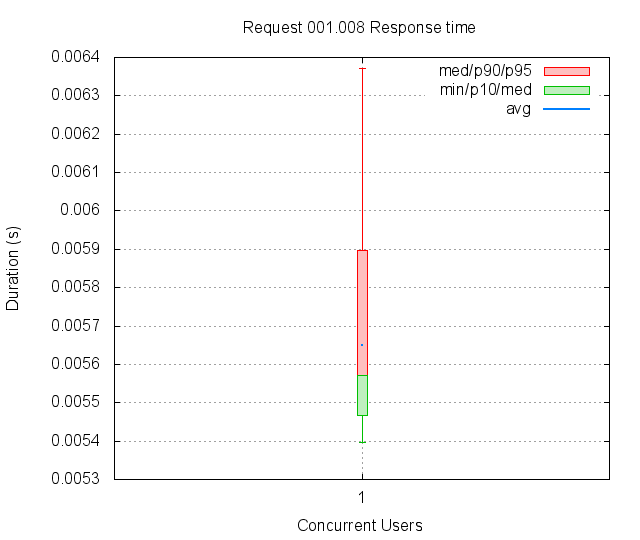 Request 001.008 Response time
0.0064
0.0063
0.0062
0.0061
0.006
0.0059
0.0058
0.0057
0.0056
0.0055
0.0054
0.0053
Duration (s)
med/p90/p95
min/p10/med
avg
1
Concurrent Users